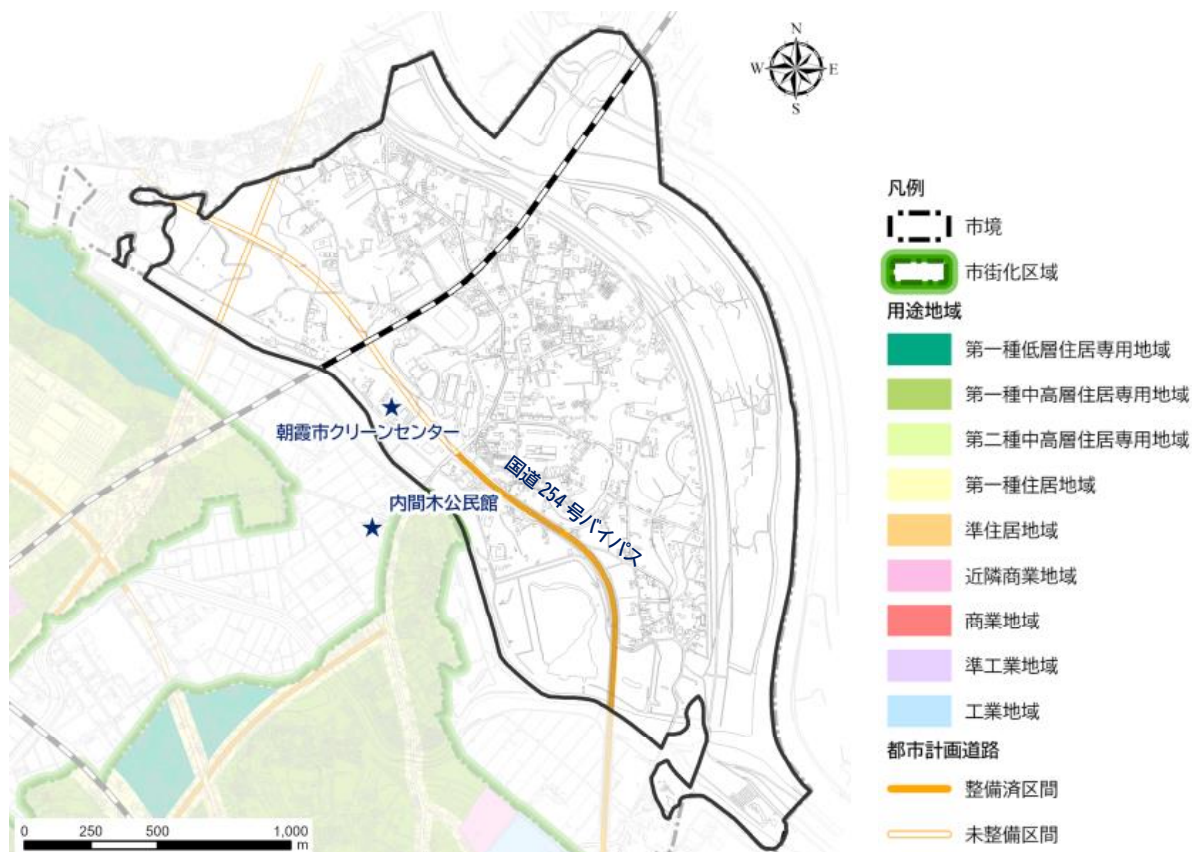 N
W
E
S
朝霞市クリーンセンター
国道 254 号バイパス
内間木公民館
0 250 500 1,000
m
凡例
市境
市街化区域
用途地域
第一種低層住居専用地域
第一種中高層住居専用地域
第二種中高層住居専用地域
第一種住居地域
準住居地域
近隣商業地域
商業地域
準工業地域
工業地域
都市計画道路
整備済区間
未整備区間